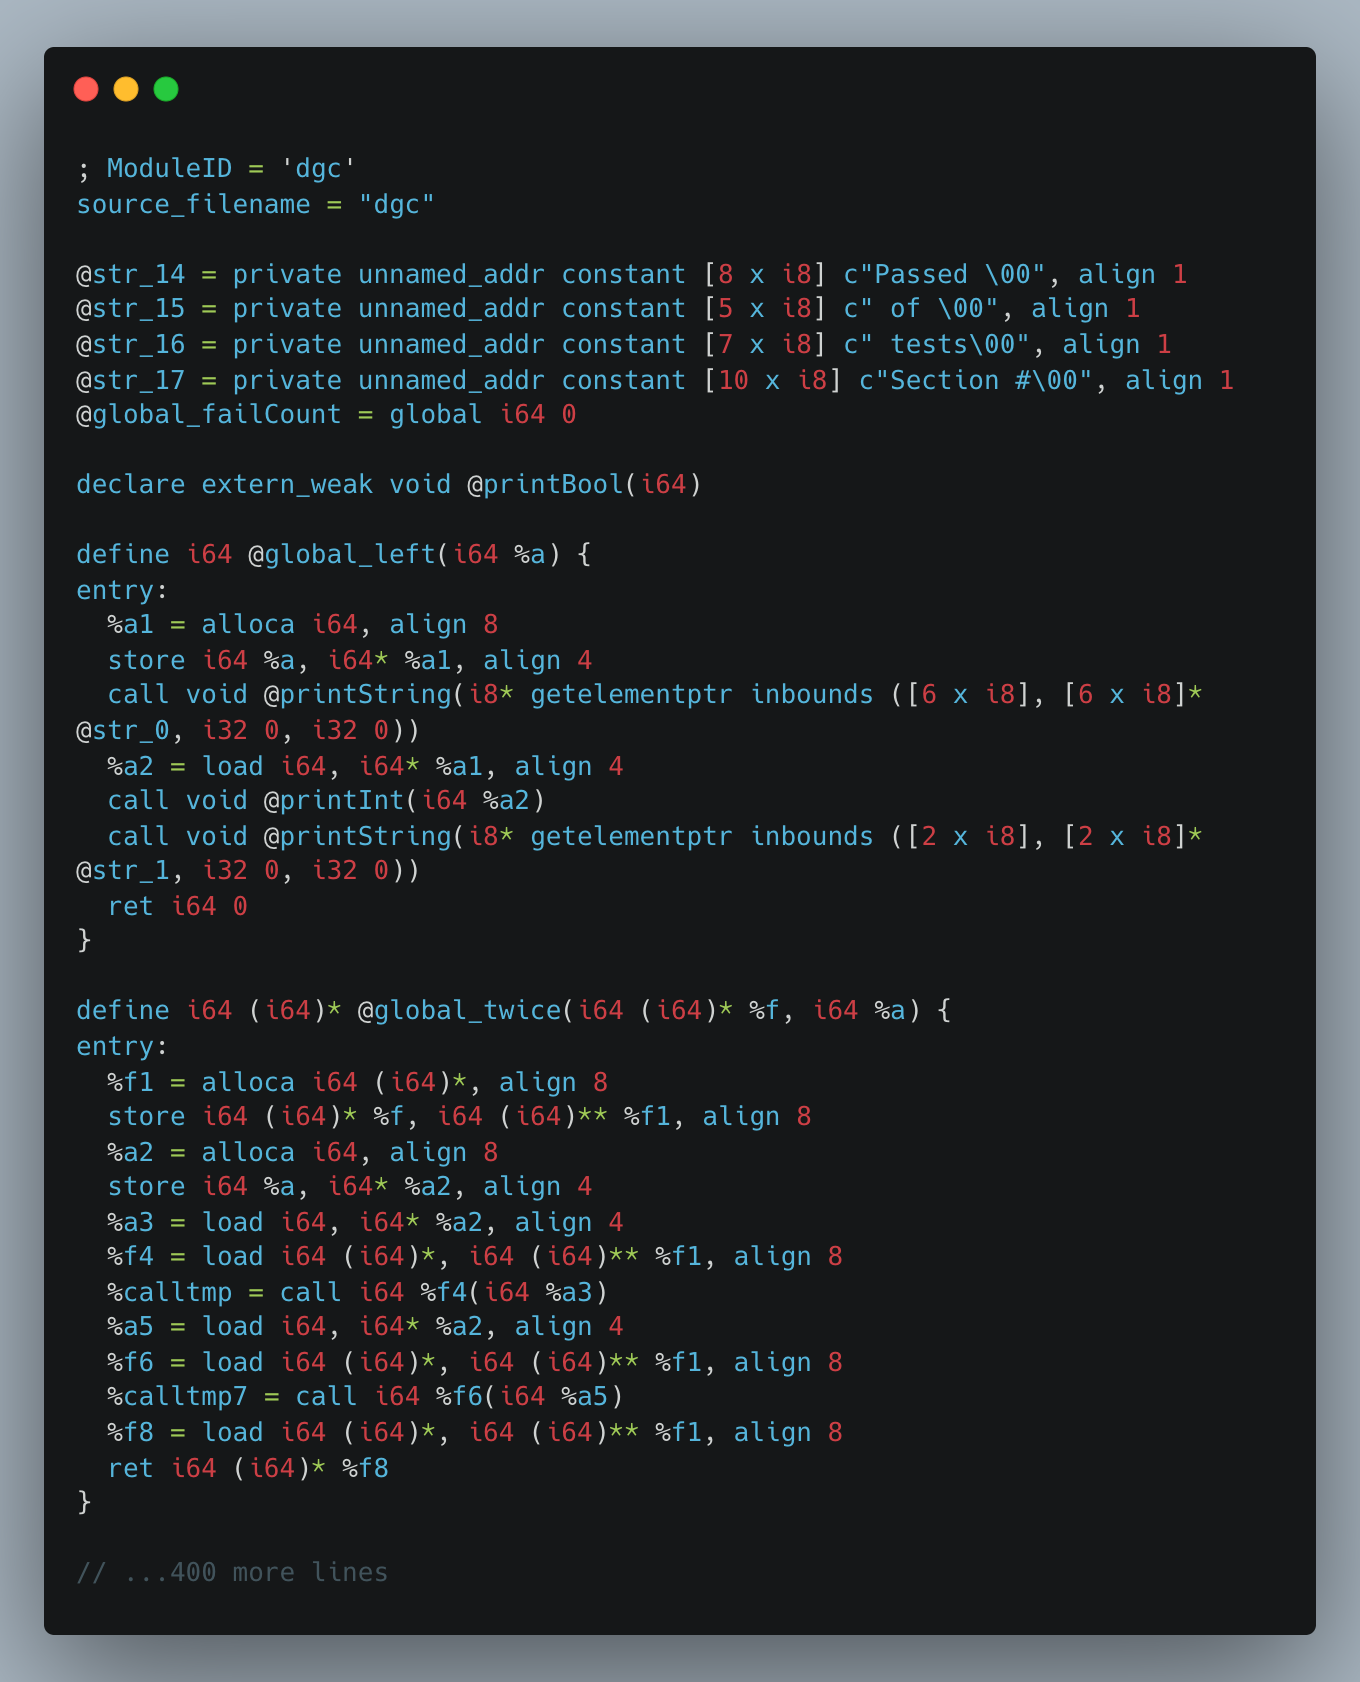 ; ModuleID = 'dgc'
source_filename = "dgc"

@str_14 = private unnamed_addr constant [8 x i8] c"Passed \00", align 1
@str_15 = private unnamed_addr constant [5 x i8] c" of \00", align 1
@str_16 = private unnamed_addr constant [7 x i8] c" tests\00", align 1
@str_17 = private unnamed_addr constant [10 x i8] c"Section #\00", align 1
@global_failCount = global i64 0

declare extern_weak void @printBool(i64)

define i64 @global_left(i64 %a) {
entry:
  %a1 = alloca i64, align 8
  store i64 %a, i64* %a1, align 4
  call void @printString(i8* getelementptr inbounds ([6 x i8], [6 x i8]*
@str_0, i32 0, i32 0))
  %a2 = load i64, i64* %a1, align 4
  call void @printInt(i64 %a2)
  call void @printString(i8* getelementptr inbounds ([2 x i8], [2 x i8]*
@str_1, i32 0, i32 0))
  ret i64 0
}

define i64 (i64)* @global_twice(i64 (i64)* %f, i64 %a) {
entry:
  %f1 = alloca i64 (i64)*, align 8
  store i64 (i64)* %f, i64 (i64)** %f1, align 8
  %a2 = alloca i64, align 8
  store i64 %a, i64* %a2, align 4
  %a3 = load i64, i64* %a2, align 4
  %f4 = load i64 (i64)*, i64 (i64)** %f1, align 8
  %calltmp = call i64 %f4(i64 %a3)
  %a5 = load i64, i64* %a2, align 4
  %f6 = load i64 (i64)*, i64 (i64)** %f1, align 8
  %calltmp7 = call i64 %f6(i64 %a5)
  %f8 = load i64 (i64)*, i64 (i64)** %f1, align 8
  ret i64 (i64)* %f8
}

// ...400 more lines